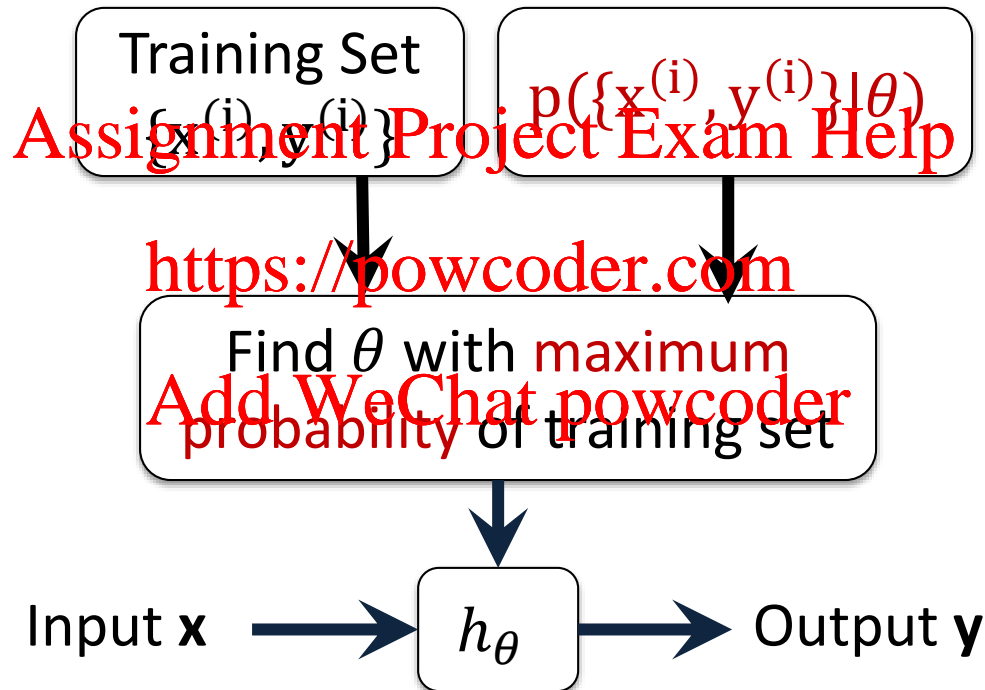 Training Set
{x⁽ⁱ⁾, y⁽ⁱ⁾}
p({x⁽ⁱ⁾, y⁽ⁱ⁾}|θ)
Assignment Project Exam Help
https://powcoder.com
Find θ with maximum
probability of training set
Add WeChat powcoder
Input x
h_θ
Output y